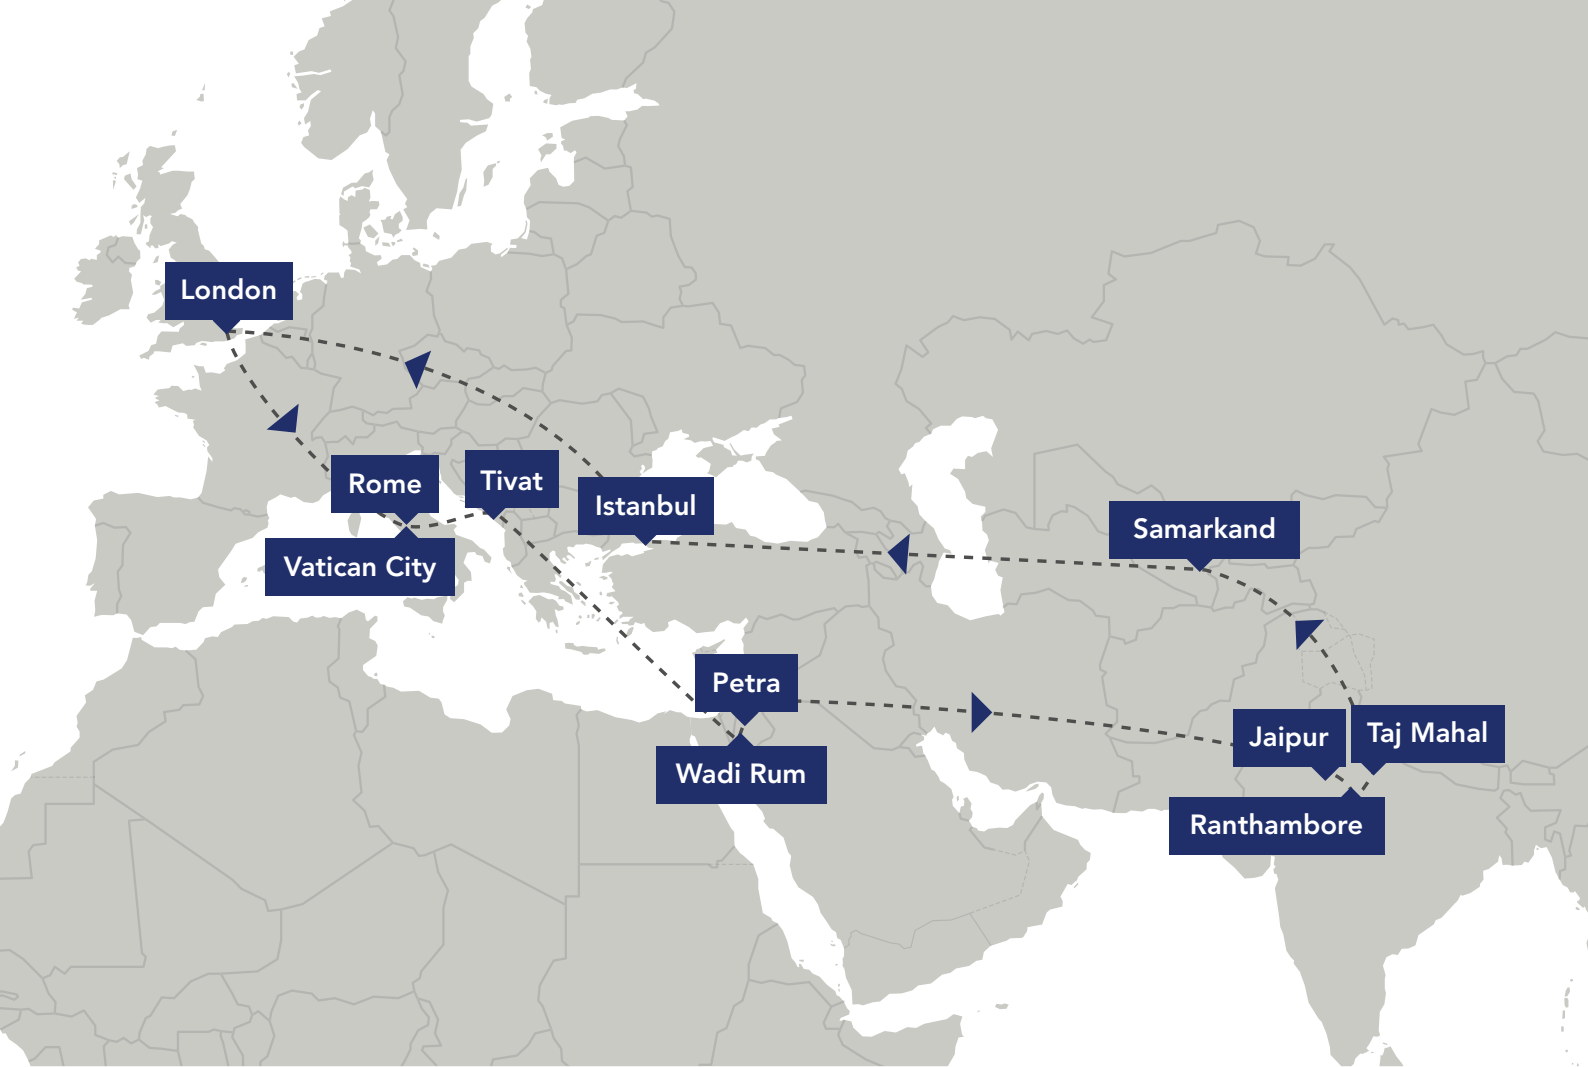 London
Rome
Tivat
Istanbul
Samarkand
Vatican City
Petra
Jaipur
Taj Mahal
Wadi Rum
Ranthambore